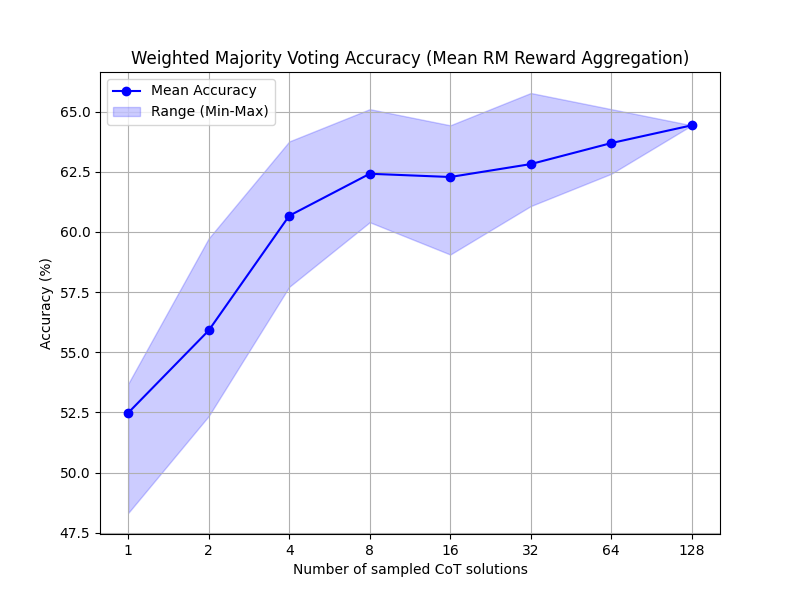 Weighted Majority Voting Accuracy (Mean RM Reward Aggregation)
Mean Accuracy
Range (Min-Max)
Accuracy (%)
65.0
62.5
60.0
57.5
55.0
52.5
50.0
47.5
1 2 4 8 16 32 64 128
Number of sampled CoT solutions